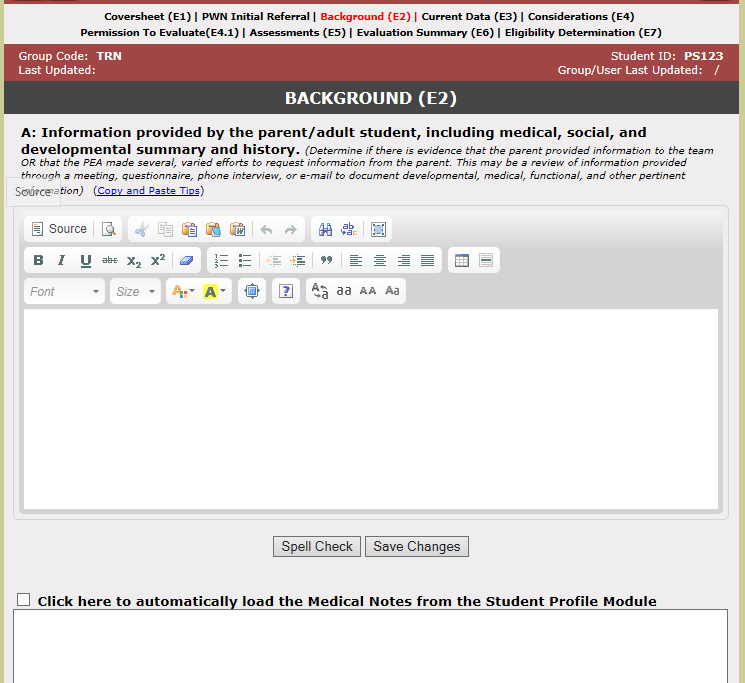 Coversheet (E1) | PWN Initial Referral | Background (E2) | Current Data (E3) | Considerations (E4)
Permission To Evaluate(E4.1) | Assessments (E5) | Evaluation Summary (E6) | Eligibility Determination (E7)
Group Code: TRN Student ID: PS123
Last Updated: Group/User Last Updated: /
BACKGROUND (E2)
A: Information provided by the parent/adult student, including medical, social, and
developmental summary and history. (Determine if there is evidence that the parent provided information to the team
OR that the PEA made several, varied efforts to request information from the parent. This may be a review of information provided
through a meeting, questionnaire, phone interview, or e-mail to document developmental, medical, functional, and other pertinent
information) (Copy and Paste Tips)
Source
Source
B I U abc X2 X2
Font Size A A ? A a aa AA Aa
Spell Check Save Changes
Click here to automatically load the Medical Notes from the Student Profile Module